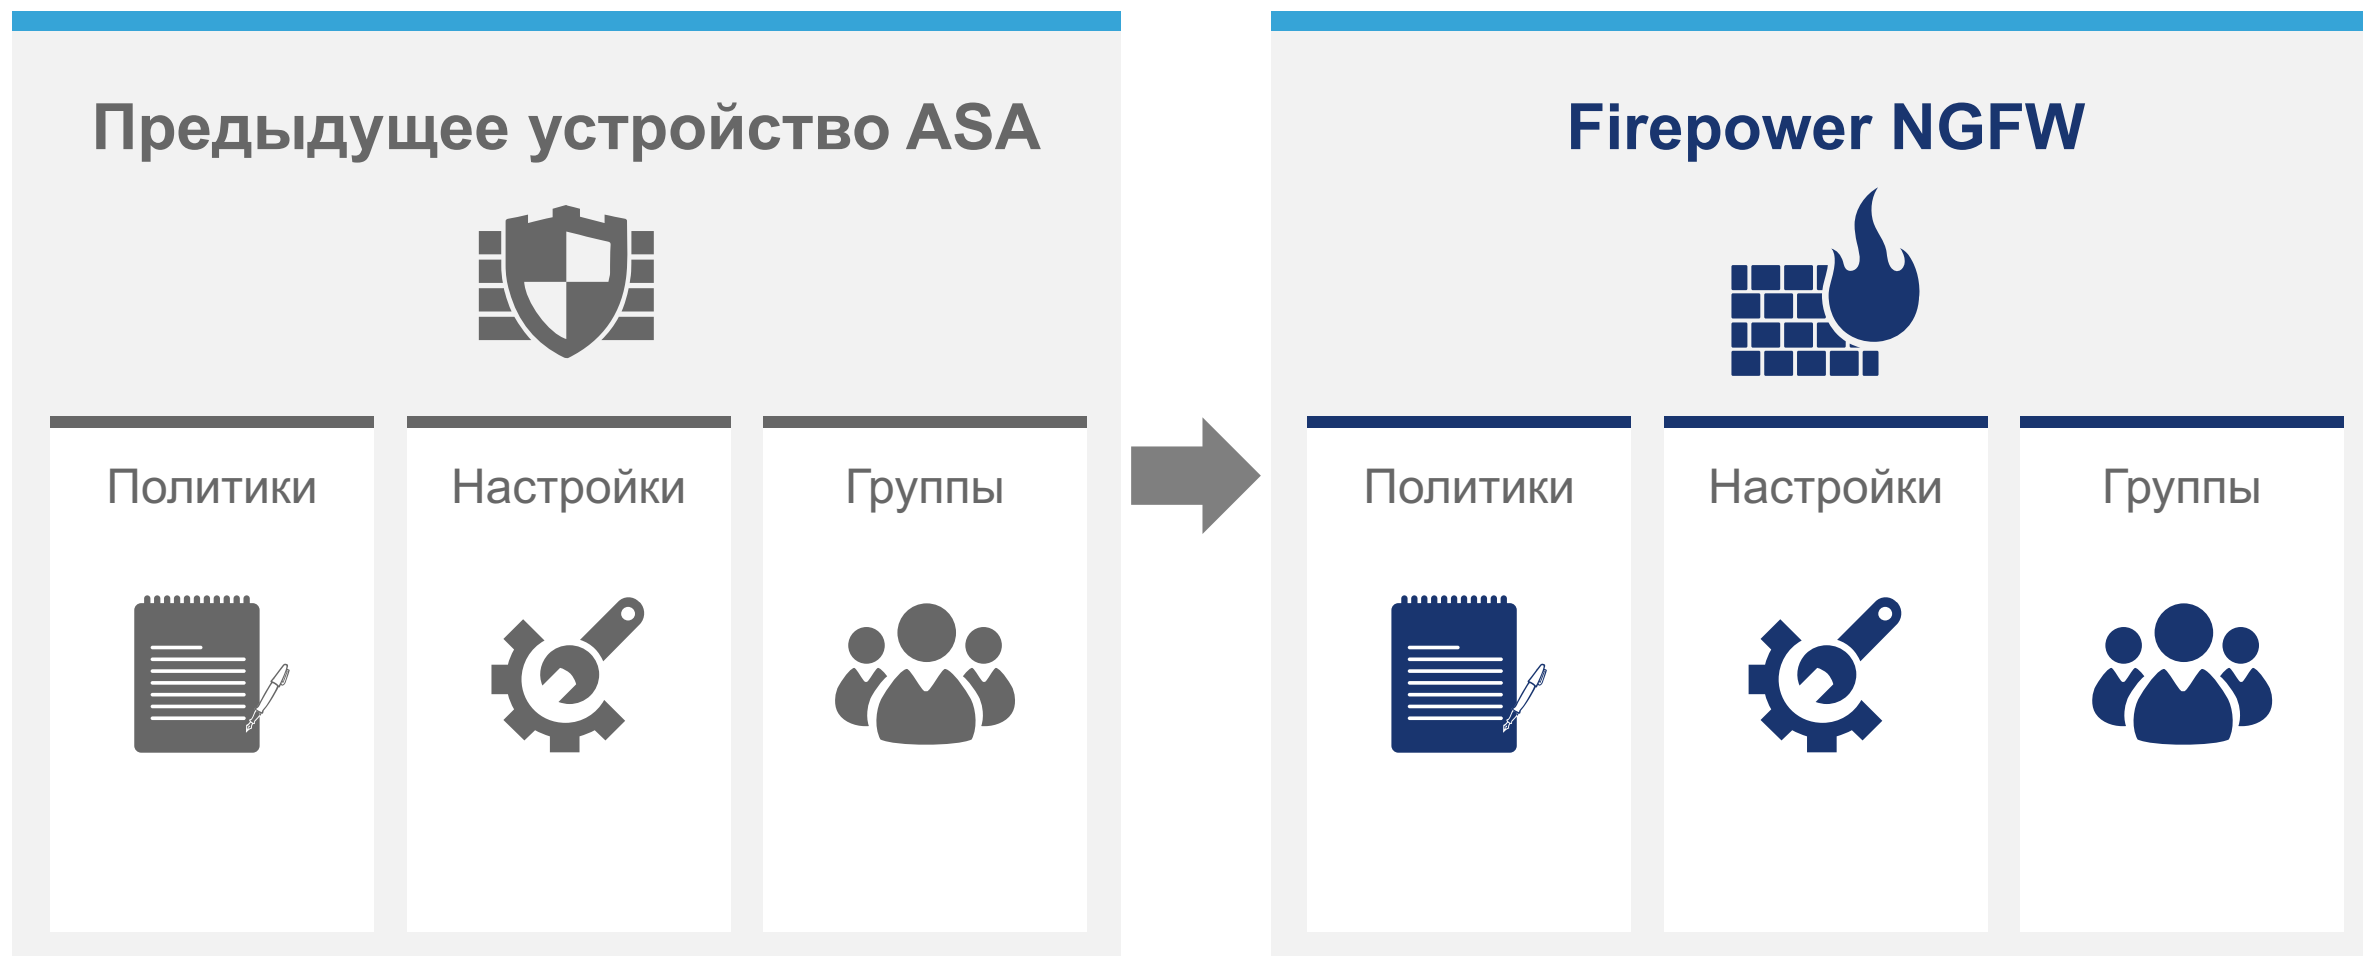 Предыдущее устройство ASA
Политики
Настройки
Группы
Firepower NGFW
Политики
Настройки
Группы